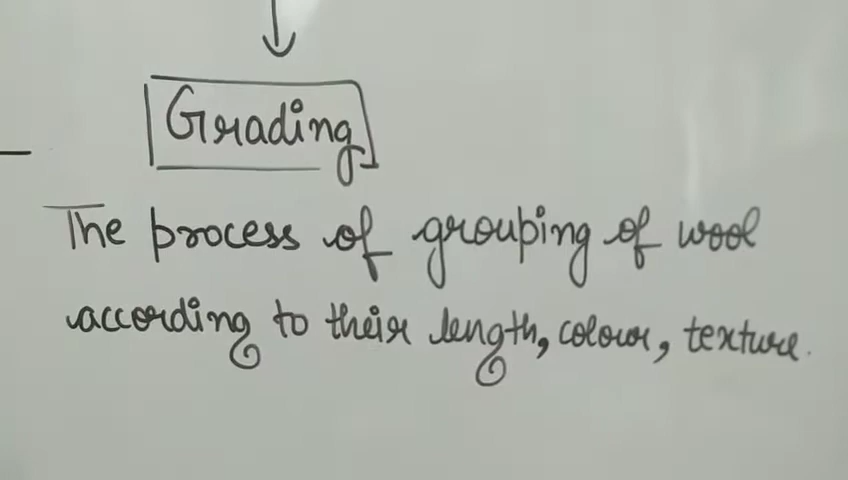 Grading
The process of grouping of wool
according to their length, colour, texture.